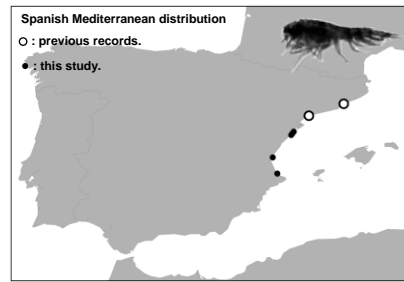 Spanish Mediterranean distribution
O : previous records.
• : this study.